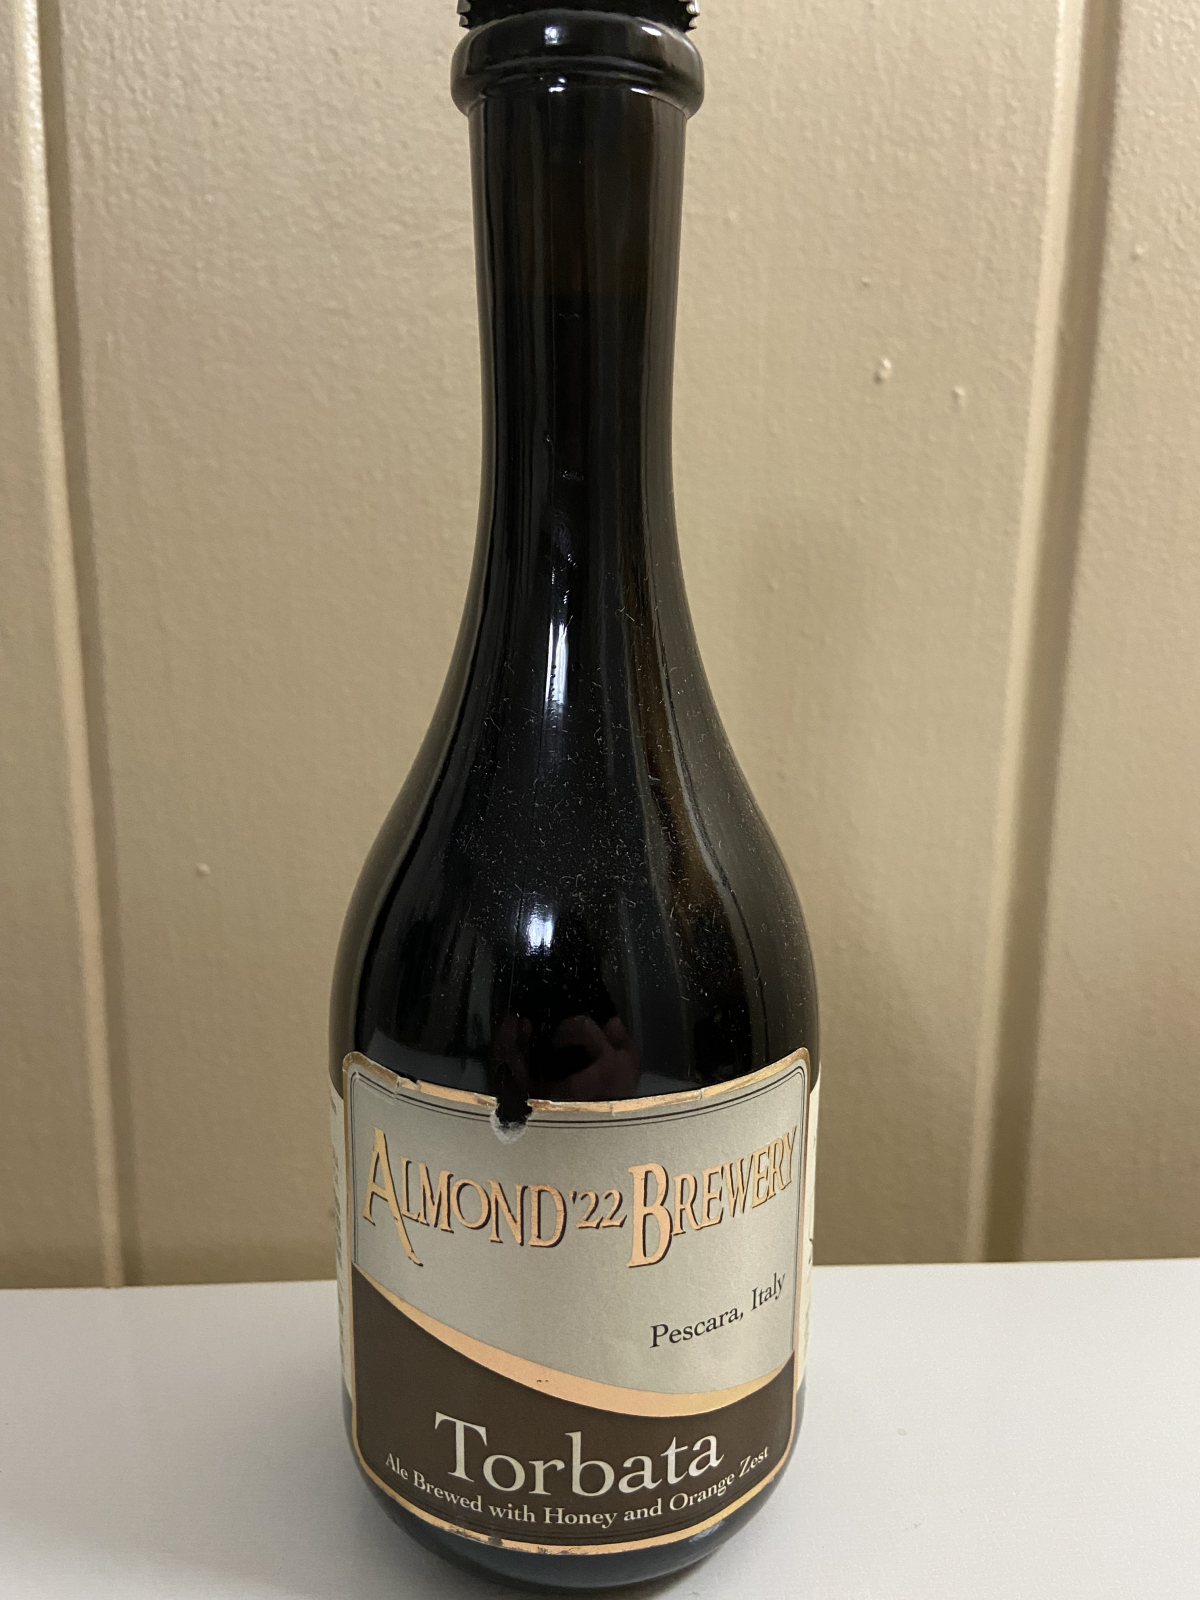 ALMOND '22 BREWERY
Pescara, Italy
Torbata
Ale Brewed with Honey and Orange Zest